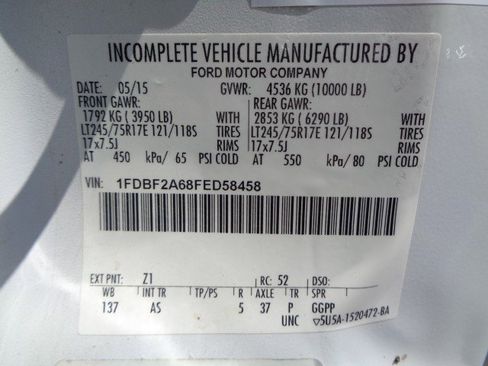 INCOMPLETE VEHICLE MANUFACTURED BY
FORD MOTOR COMPANY
DATE: 05/15 GVWR: 4536 KG (10000 LB)
FRONT GAWR: REAR GAWR:
1792 KG ( 3950 LB) WITH 2853 KG ( 6290 LB) WITH
LT245/75R17E 121/118S TIRES LT245/75R17E 121/118S TIRES
17x7.5J RIMS 17x7.5J RIMS
AT 450 kPa/ 65 PSI COLD AT 550 kPa/ 80 PSI COLD
VIN: 1FDBF2A68FED58458
EXT PNT: Z1 RC: 52 DSO:
WB INT TR TP/PS R AXLE TR SPR
137 AS 5 37 P GGPP
UNC ▽5U5A-1520472-BA